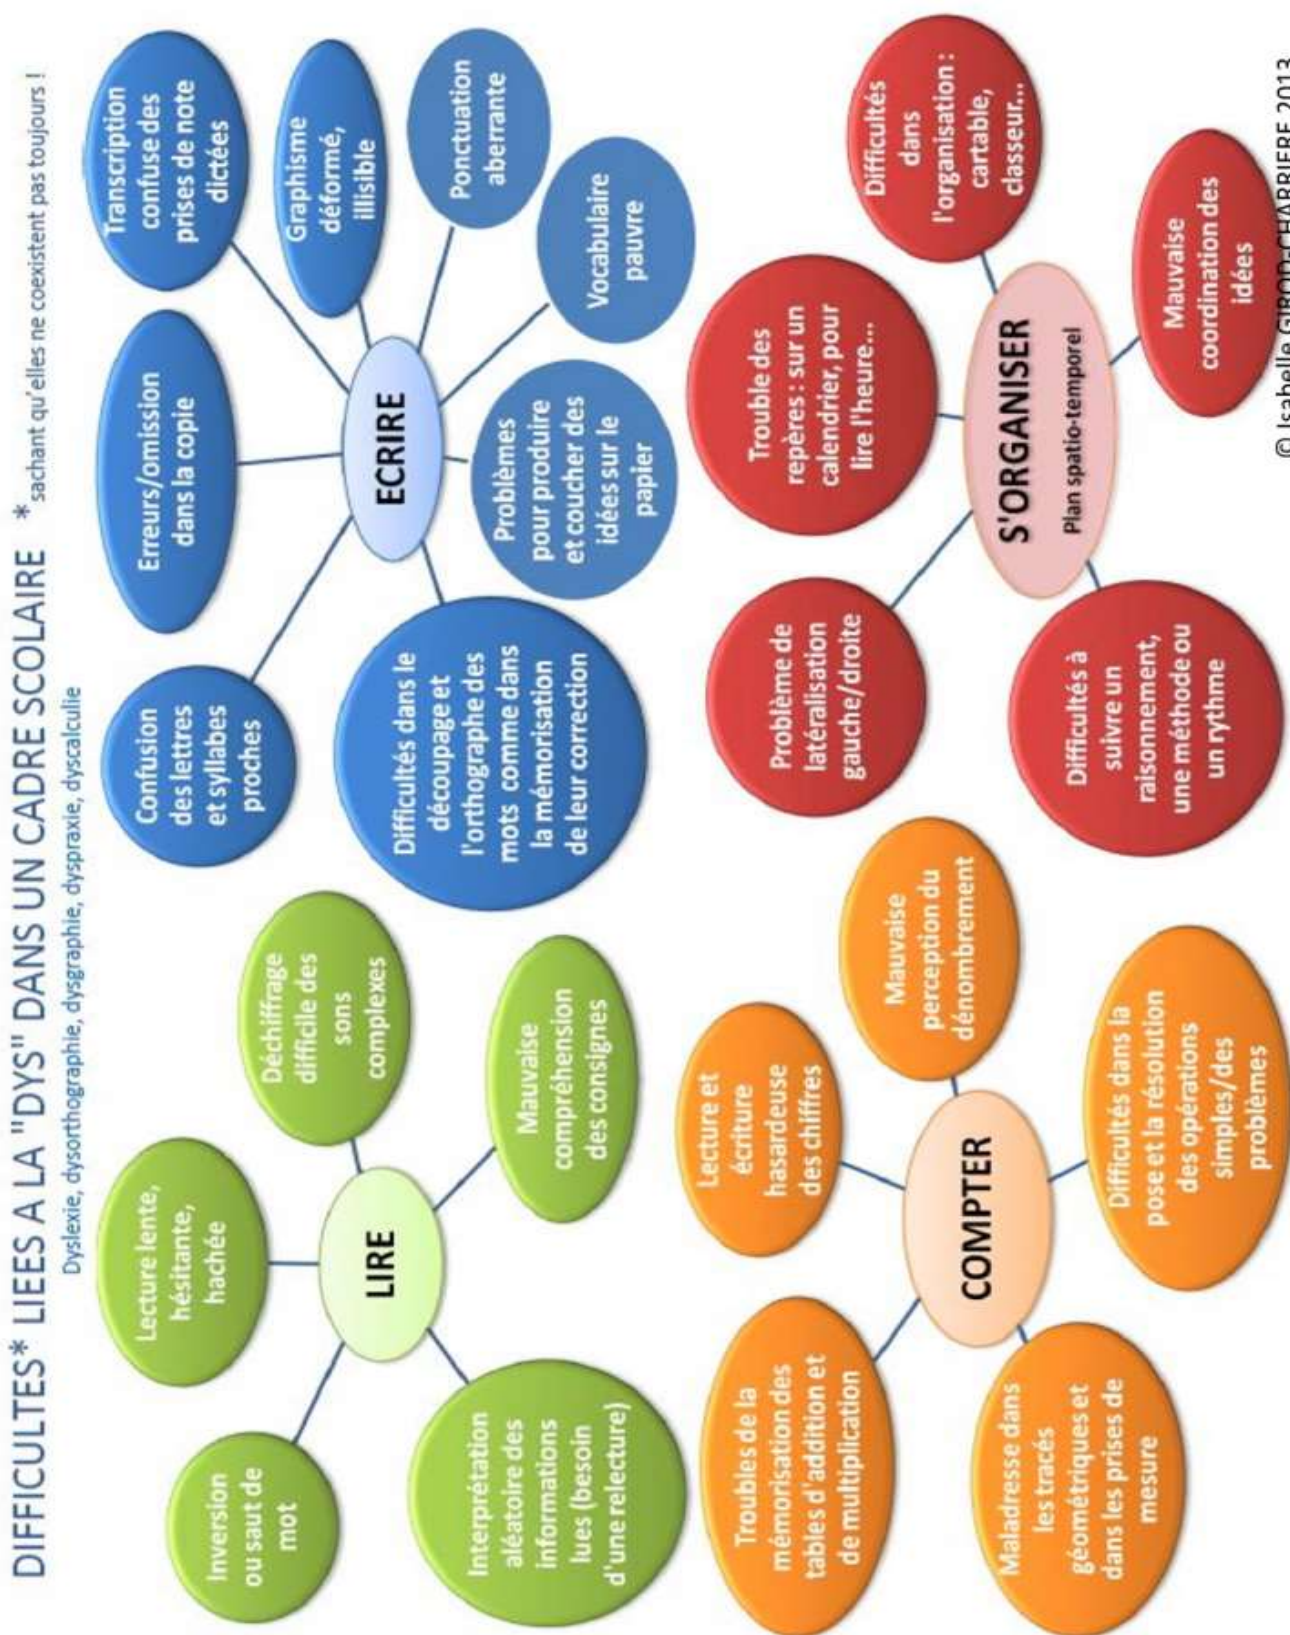 DIFFICULTES* LIEES A LA "DYS" DANS UN CADRE SCOLAIRE *sachant qu'elles ne coexistent pas toujours !
Dyslexie, dysorthographie, dysgraphie, dyspraxie, dyscalculie
LIRE
Inversion
ou saut de
mot
Lecture lente,
hésitante,
hachée
Déchiffrage
difficile des
sons
complexes
Mauvaise
compréhension
des consignes
Interprétation
aléatoire des
informations
lues (besoin
d'une relecture)
ECRIRE
Confusion
des lettres
et syllabes
proches
Erreurs/omission
dans la copie
Transcription
confuse des
prises de note
dictées
Graphisme
déformé,
illisible
Ponctuation
aberrante
Vocabulaire
pauvre
Problèmes
pour produire
et coucher des
idées sur le
papier
Difficultés dans le
découpage et
l'orthographe des
mots comme dans
la mémorisation
de leur correction
COMPTER
Troubles de la
mémorisation des
tables d'addition et
de multiplication
Lecture et
écriture
hasardeuse
des chiffres
Mauvaise
perception du
dénombrement
Difficultés dans la
pose et la résolution
des opérations
simples/des
problèmes
Maladresse dans
les tracés
géométriques et
dans les prises de
mesure
S'ORGANISER
Plan spatio-temporel
Problème de
latéralisation
gauche/droite
Trouble des
repères : sur un
calendrier, pour
lire l'heure...
Difficultés
dans
l'organisation :
cartable,
classeur...
Mauvaise
coordination des
idées
Difficultés à
suivre un
raisonnement,
une méthode ou
un rythme
© Isabelle GIROD-CHARRIERE 2013